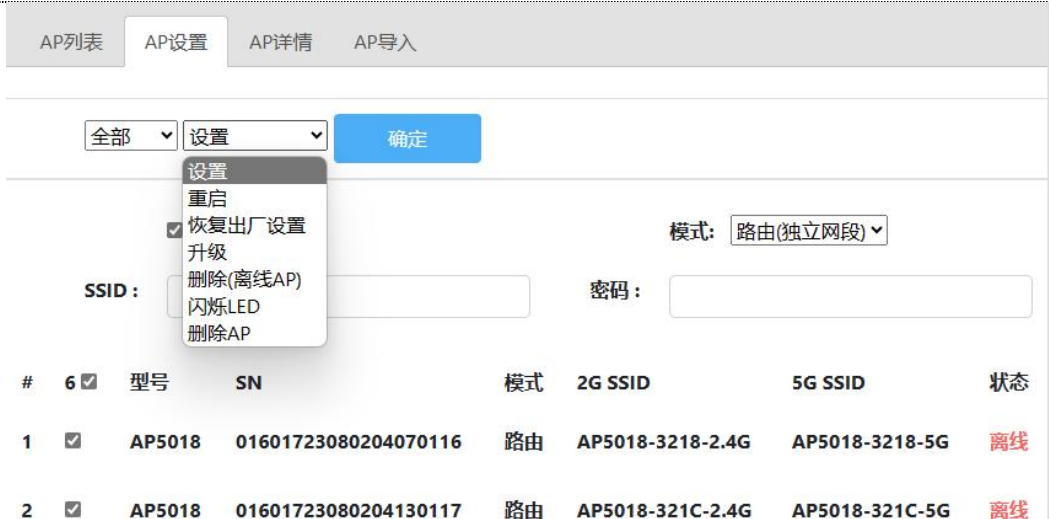 AP列表 AP设置 AP详情 AP导入
全部 设置 确定
设置
重启
恢复出厂设置
模式: 路由(独立网段)
升级
删除(离线AP)
SSID : 密码 :
闪烁LED
删除AP
# 6 型号 SN 模式 2G SSID 5G SSID 状态
1 AP5018 01601723080204070116 路由 AP5018-3218-2.4G AP5018-3218-5G 离线
2 AP5018 01601723080204130117 路由 AP5018-321C-2.4G AP5018-321C-5G 离线